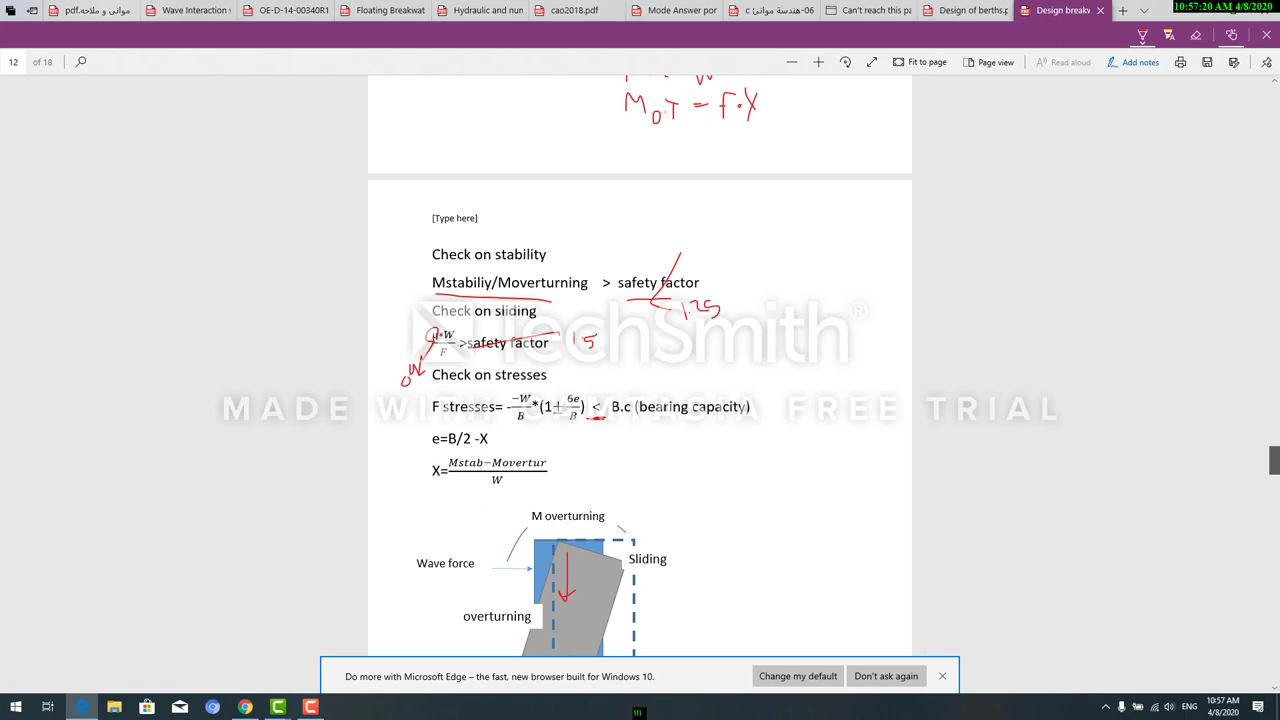 موانى و ملاحه.pdf
Wave Interaction w
OE-D-14-00340R1
Floating Breakwat
Hydraulic and nun
cao2018.pdf
Mode Answer por
06-هندسة موانئ c
Can't reach this pa
Design of berths.p
Design breakw
10:57:20 AM 4/8/2020
12 of 18
Fit to page
Page view
Read aloud
Add notes
M O.T = F.X
[Type here]
Check on stability
Mstabiliy/Moverturning > safety factor
1.25
Check on sliding
μ*W/F >safety factor 1.5
Check on stresses
F stresses= -−W/B*(1±6e/B) < B.c (bearing capacity)
e=B/2 -X
X=Mstab−Movertur/W
M overturning
Wave force
Sliding
overturning
TechSmith®
MADE WITH CAMTASIA FREE TRIAL
Do more with Microsoft Edge – the fast, new browser built for Windows 10.
Change my default
Don't ask again
ENG
10:57 AM
4/8/2020